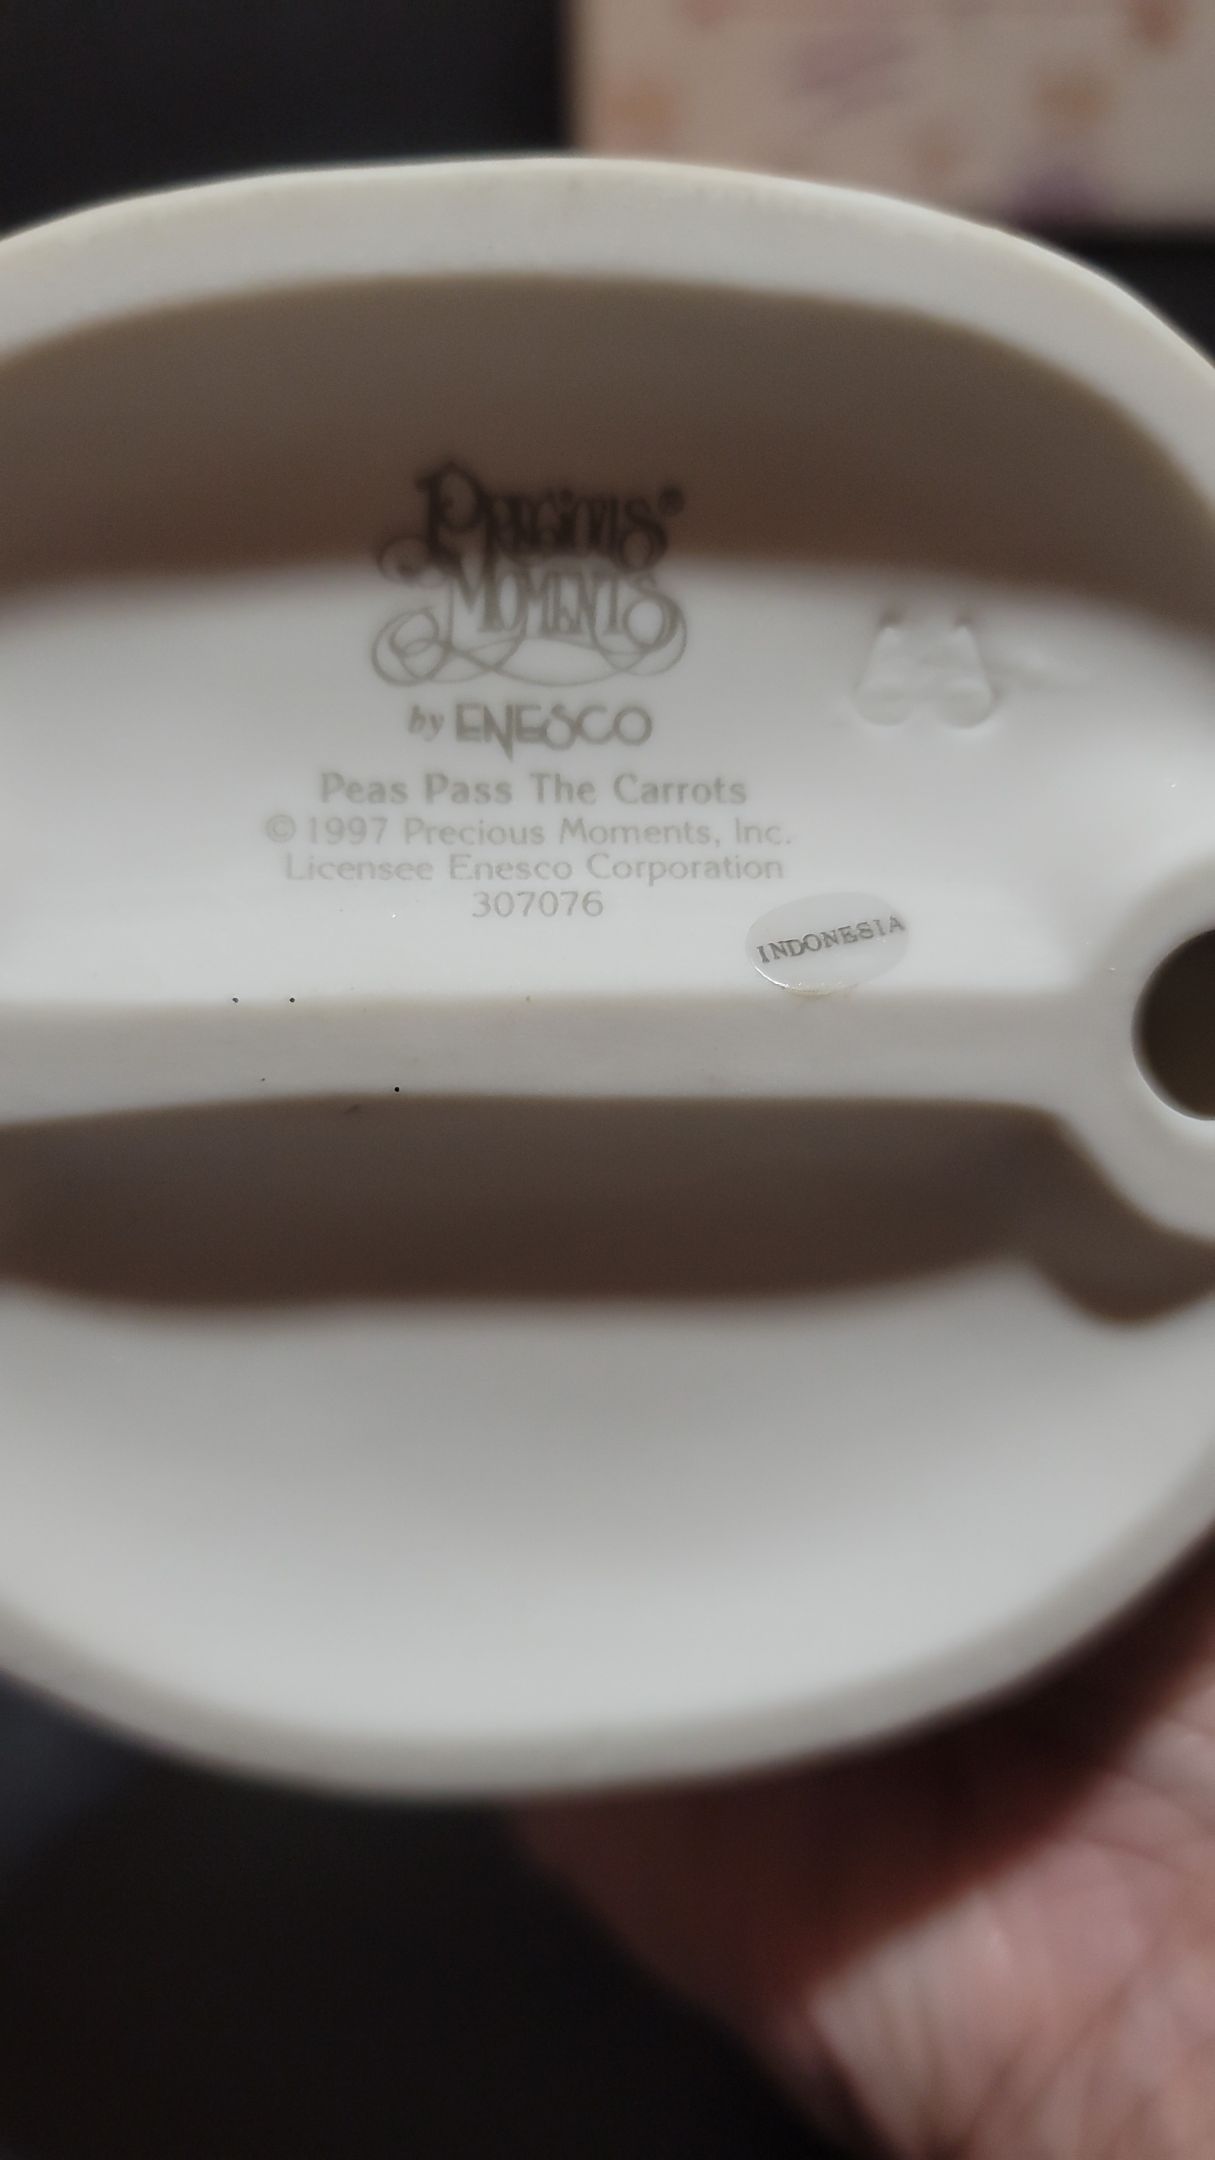 PRECIOUS®
MOMENTS
by ENESCO
Peas Pass The Carrots
©1997 Precious Moments, Inc.
Licensee Enesco Corporation
307076
INDONESIA